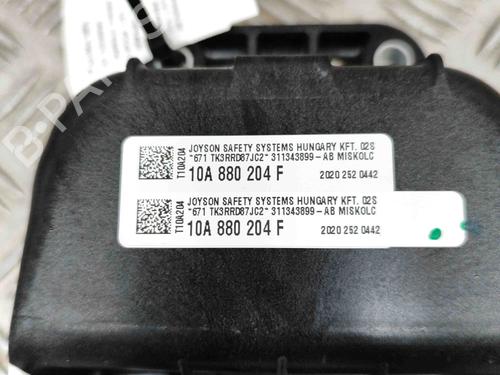 JOYSON SAFETY SYSTEMS HUNGARY KFT. 02S
*671 TK3RRD87JC2* 311343899-AB MISKOLC
T10A204
10A 880 204 F
2020 252 0442
JOYSON SAFETY SYSTEMS HUNGARY KFT. 02S
*671 TK3RRD87JC2* 311343899-AB MISKOLC
T10A204
10A 880 204 F
2020 252 0442
B-PARTS